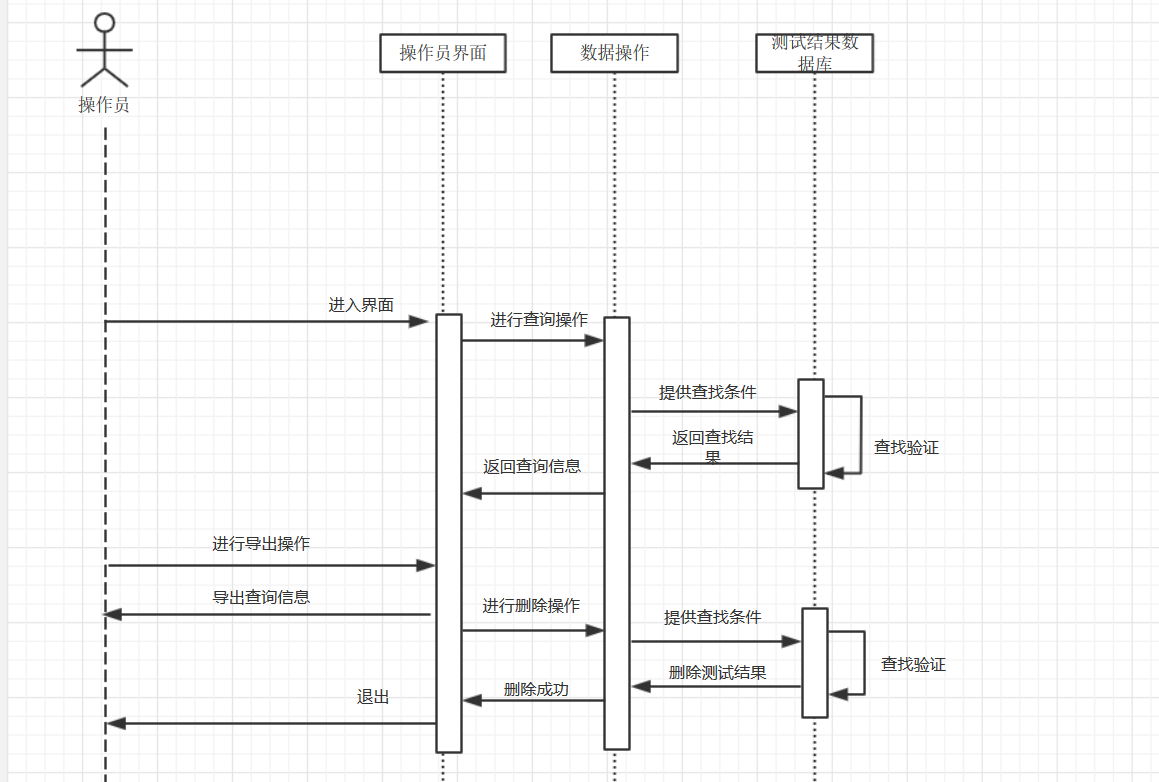 操作员
操作员界面
数据操作
测试结果数
据库
进入界面
进行查询操作
提供查找条件
返回查找结
果
查找验证
返回查询信息
进行导出操作
导出查询信息
进行删除操作
提供查找条件
查找验证
删除测试结果
删除成功
退出